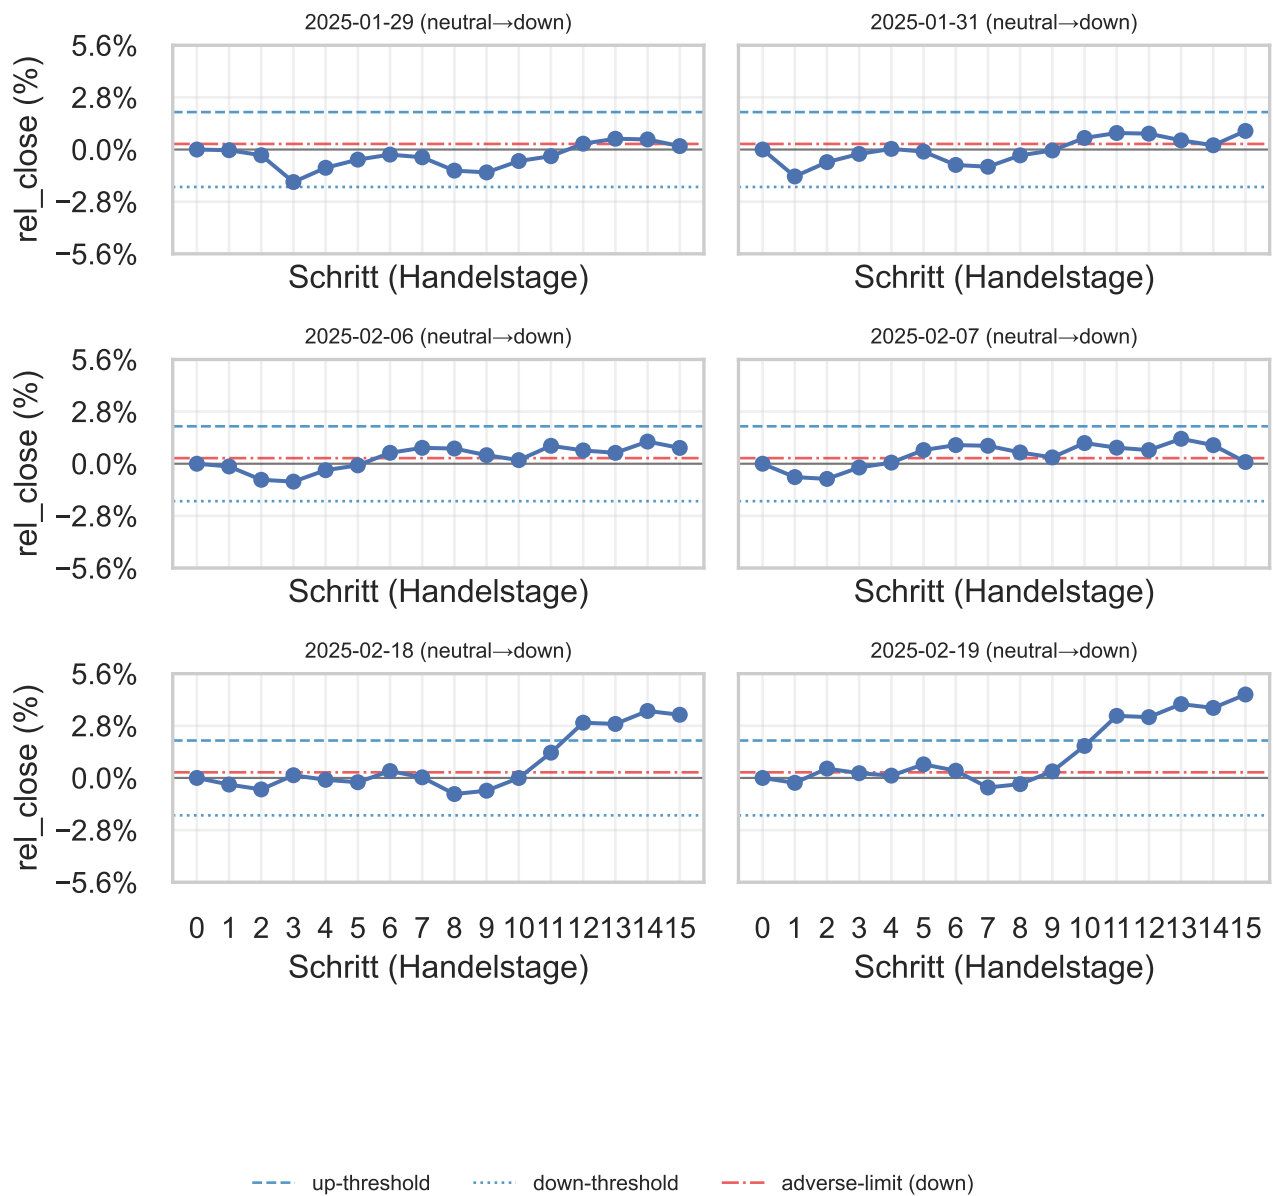 2025-01-29 (neutral→down)
2025-01-31 (neutral→down)
rel_close (%)
5.6%
2.8%
0.0%
−2.8%
−5.6%
Schritt (Handelstage)
Schritt (Handelstage)
2025-02-06 (neutral→down)
2025-02-07 (neutral→down)
rel_close (%)
5.6%
2.8%
0.0%
−2.8%
−5.6%
Schritt (Handelstage)
Schritt (Handelstage)
2025-02-18 (neutral→down)
2025-02-19 (neutral→down)
rel_close (%)
5.6%
2.8%
0.0%
−2.8%
−5.6%
0 1 2 3 4 5 6 7 8 9 10 11 12 13 14 15
0 1 2 3 4 5 6 7 8 9 10 11 12 13 14 15
Schritt (Handelstage)
Schritt (Handelstage)
up-threshold
down-threshold
adverse-limit (down)